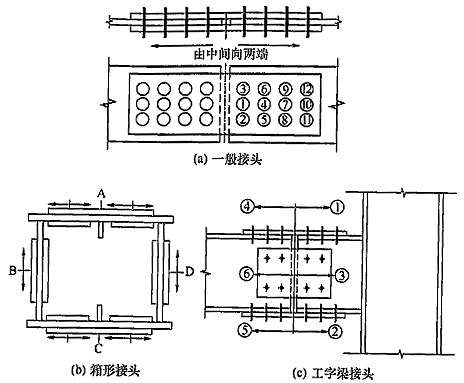 由中间向两端
③ ⑥ ⑨ ⑫
① ④ ⑦ ⑩
② ⑤ ⑧ ⑪
(a) 一般接头
A
B
D
C
(b) 箱形接头
④ ①
⑥ ③
⑤ ②
(c) 工字梁接头